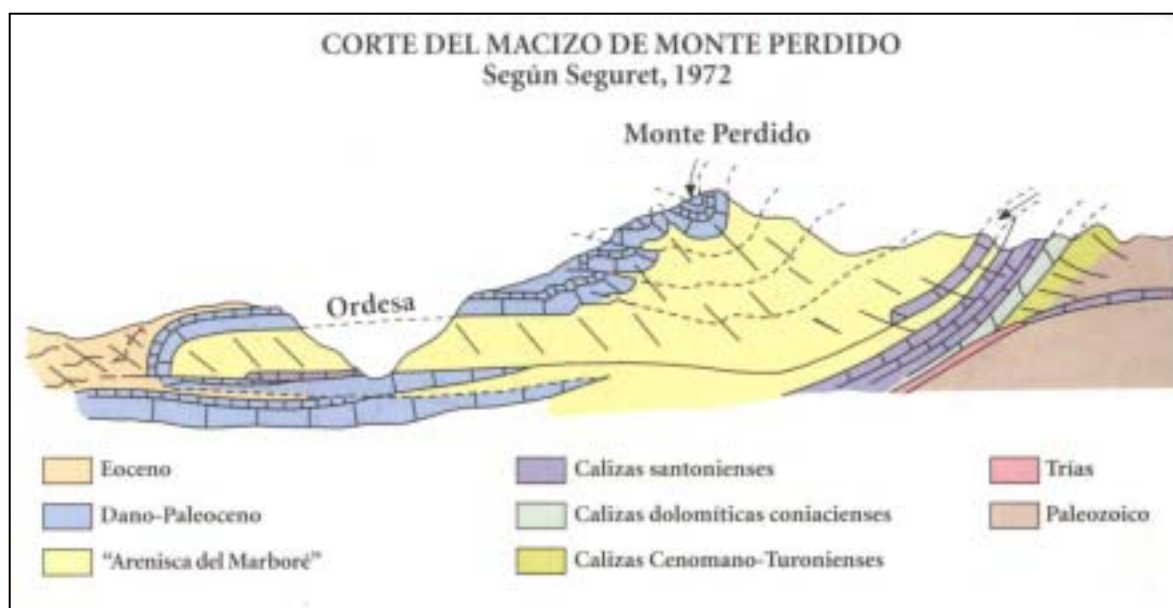 CORTE DEL MACIZO DE MONTE PERDIDO
Según Seguret, 1972
Monte Perdido
Ordesa
Eoceno
Dano-Paleoceno
"Arenisca del Marboré"
Calizas santonienses
Calizas dolomíticas coniacienses
Calizas Cenomano-Turonienses
Trías
Paleozoico